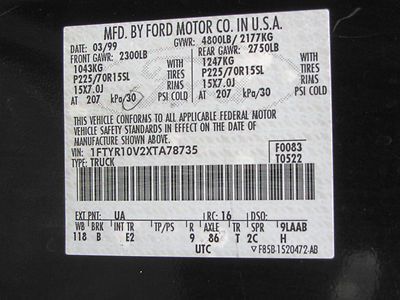 MFD. BY FORD MOTOR CO. IN U.S.A.
DATE: 03/99 GVWR: 4800LB/ 2177KG
FRONT GAWR: 2300LB REAR GAWR: 2750LB
1043KG WITH 1247KG WITH
P225/70R15SL TIRES P225/70R15SL TIRES
15X7.0J RIMS 15X7.0J RIMS
AT 207 kPa/30 PSI COLD AT 207 kPa/30 PSI COLD
THIS VEHICLE CONFORMS TO ALL APPLICABLE FEDERAL MOTOR
VEHICLE SAFETY STANDARDS IN EFFECT ON THE DATE OF
MANUFACTURE SHOWN ABOVE.
VIN: 1FTYR10V2XTA78735 F0083
TYPE: TRUCK T0522
EXT PNT: UA RC: 16 DSO:
WB BRK INT TR TP/PS R AXLE TR SPR 9LAAB
118 B E2 9 86 T 2C H
UTC F85B-1520472-AB